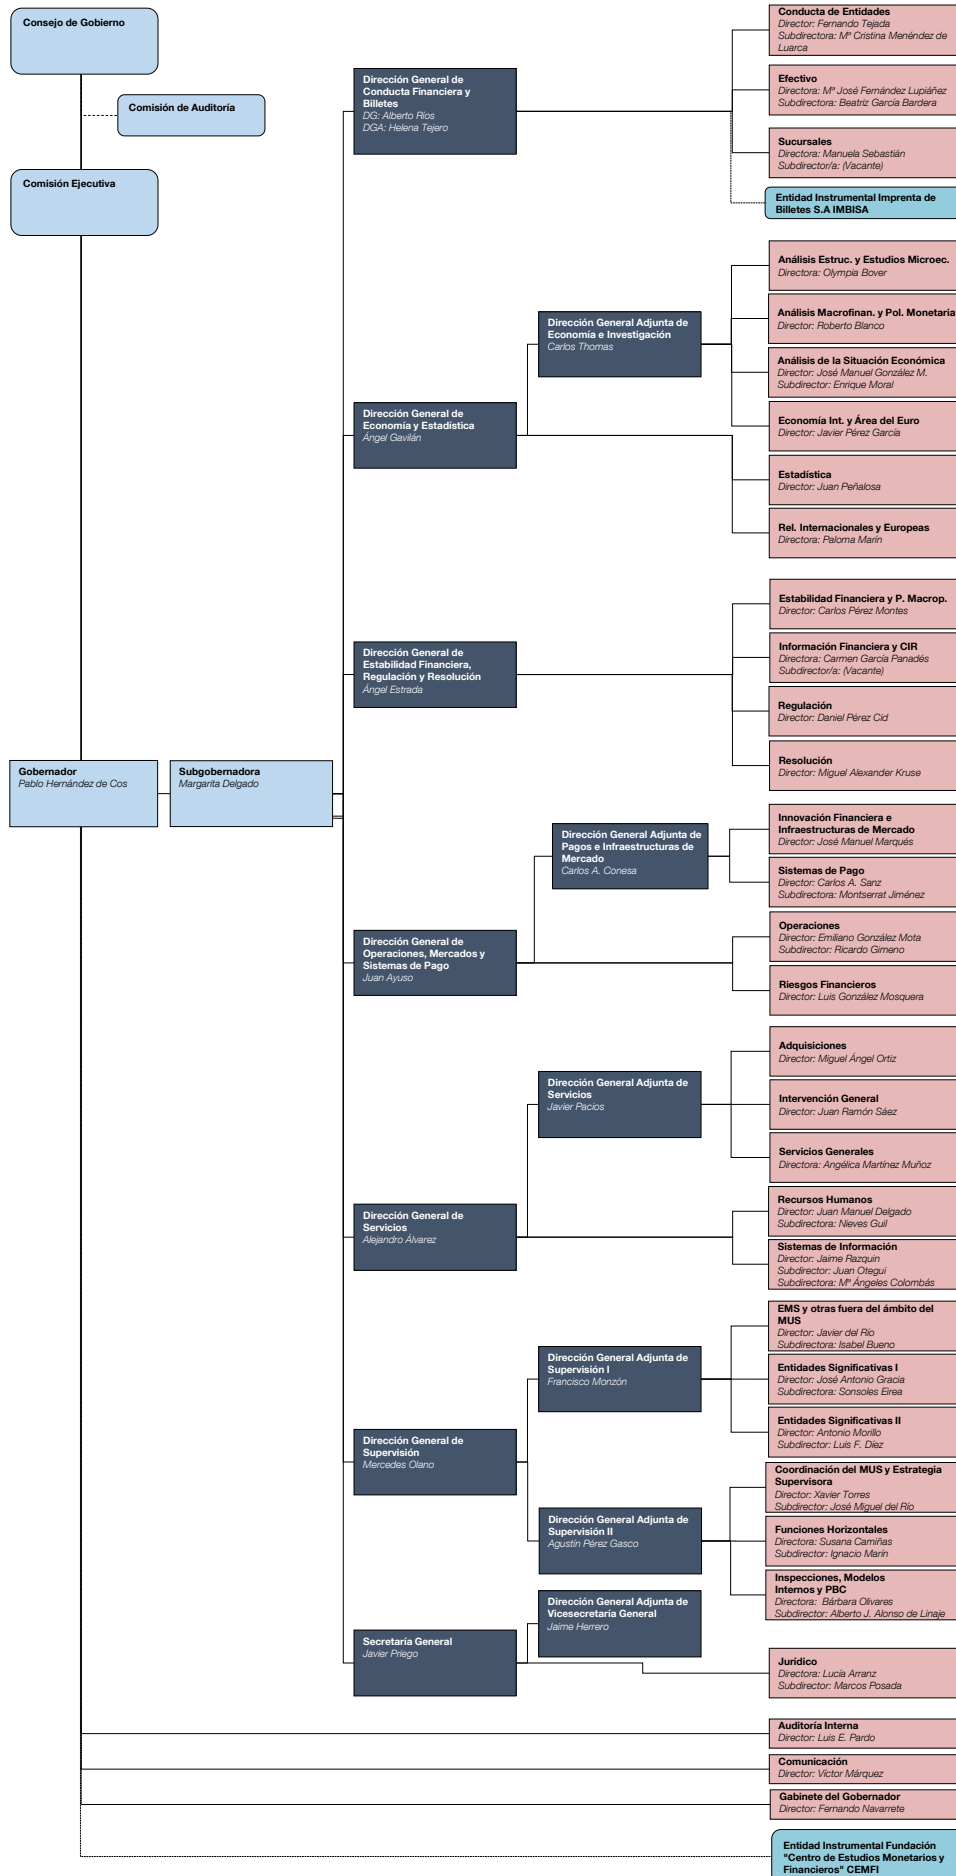 Consejo de Gobierno
Comisión de Auditoría
Comisión Ejecutiva
Gobernador
Pablo Hernández de Cos
Subgobernadora
Margarita Delgado
Dirección General de
Conducta Financiera y
Billetes
DG: Alberto Ríos
DGA: Helena Tejero
Conducta de Entidades
Director: Fernando Tejada
Subdirectora: Mª Cristina Menéndez de
Luarca
Efectivo
Directora: Mª José Fernández Lupiáñez
Subdirectora: Beatriz García Bardera
Sucursales
Directora: Manuela Sebastián
Subdirector/a: (Vacante)
Entidad Instrumental Imprenta de
Billetes S.A IMBISA
Dirección General de
Economía y Estadística
Ángel Gavilán
Dirección General Adjunta de
Economía e Investigación
Carlos Thomas
Análisis Estruc. y Estudios Microec.
Directora: Olympia Bover
Análisis Macrofinan. y Pol. Monetaria
Director: Roberto Blanco
Análisis de la Situación Económica
Director: José Manuel González M.
Subdirector: Enrique Moral
Economía Int. y Área del Euro
Director: Javier Pérez García
Estadística
Director: Juan Peñalosa
Rel. Internacionales y Europeas
Directora: Paloma Marín
Dirección General de
Estabilidad Financiera,
Regulación y Resolución
Ángel Estrada
Estabilidad Financiera y P. Macrop.
Director: Carlos Pérez Montes
Información Financiera y CIR
Directora: Carmen García Panadés
Subdirector/a: (Vacante)
Regulación
Director: Daniel Pérez Cid
Resolución
Director: Miguel Alexander Kruse
Dirección General de
Operaciones, Mercados y
Sistemas de Pago
Juan Ayuso
Dirección General Adjunta de
Pagos e Infraestructuras de
Mercado
Carlos A. Conesa
Innovación Financiera e
Infraestructuras de Mercado
Director: José Manuel Marqués
Sistemas de Pago
Director: Carlos A. Sanz
Subdirectora: Montserrat Jiménez
Operaciones
Director: Emiliano González Mota
Subdirector: Ricardo Gimeno
Riesgos Financieros
Director: Luis González Mosquera
Dirección General de
Servicios
Alejandro Álvarez
Dirección General Adjunta de
Servicios
Javier Pacios
Adquisiciones
Director: Miguel Ángel Ortiz
Intervención General
Director: Juan Ramón Sáez
Servicios Generales
Directora: Angélica Martínez Muñoz
Recursos Humanos
Director: Juan Manuel Delgado
Subdirectora: Nieves Guil
Sistemas de Información
Director: Jaime Razquin
Subdirector: Juan Otegui
Subdirectora: Mª Ángeles Colombás
Dirección General de
Supervisión
Mercedes Olano
Dirección General Adjunta de
Supervisión I
Francisco Monzón
EMS y otras fuera del ámbito del
MUS
Director: Javier del Río
Subdirectora: Isabel Bueno
Entidades Significativas I
Director: José Antonio Gracia
Subdirectora: Sonsoles Eirea
Entidades Significativas II
Director: Antonio Morillo
Subdirector: Luis F. Díez
Dirección General Adjunta de
Supervisión II
Agustín Pérez Gasco
Coordinación del MUS y Estrategia
Supervisora
Director: Xavier Torres
Subdirector: José Miguel del Río
Funciones Horizontales
Directora: Susana Camiñas
Subdirector: Ignacio Marín
Inspecciones, Modelos
Internos y PBC
Directora: Bárbara Olivares
Subdirector: Alberto J. Alonso de Linaje
Secretaría General
Javier Priego
Dirección General Adjunta de
Vicesecretaría General
Jaime Herrero
Jurídico
Directora: Lucía Arranz
Subdirector: Marcos Posada
Auditoría Interna
Director: Luis E. Pardo
Comunicación
Director: Víctor Márquez
Gabinete del Gobernador
Director: Fernando Navarrete
Entidad Instrumental Fundación
"Centro de Estudios Monetarios y
Financieros" CEMFI